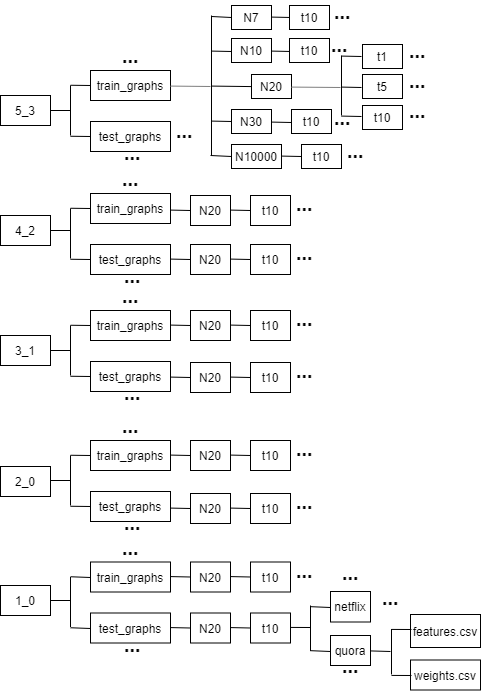 ...
N7 t10 ...
N10 t10 ...
t1 ...
5_3 train_graphs N20 t5 ...
t10 ...
test_graphs ... N30 t10 ...
...
N10000 t10 ...
...
4_2 train_graphs N20 t10 ...
test_graphs N20 t10 ...
...
...
3_1 train_graphs N20 t10 ...
test_graphs N20 t10 ...
...
...
2_0 train_graphs N20 t10 ...
test_graphs N20 t10 ...
...
...
1_0 train_graphs N20 t10 ...
test_graphs N20 t10
...
...
netflix ...
quora
...
features.csv
weights.csv